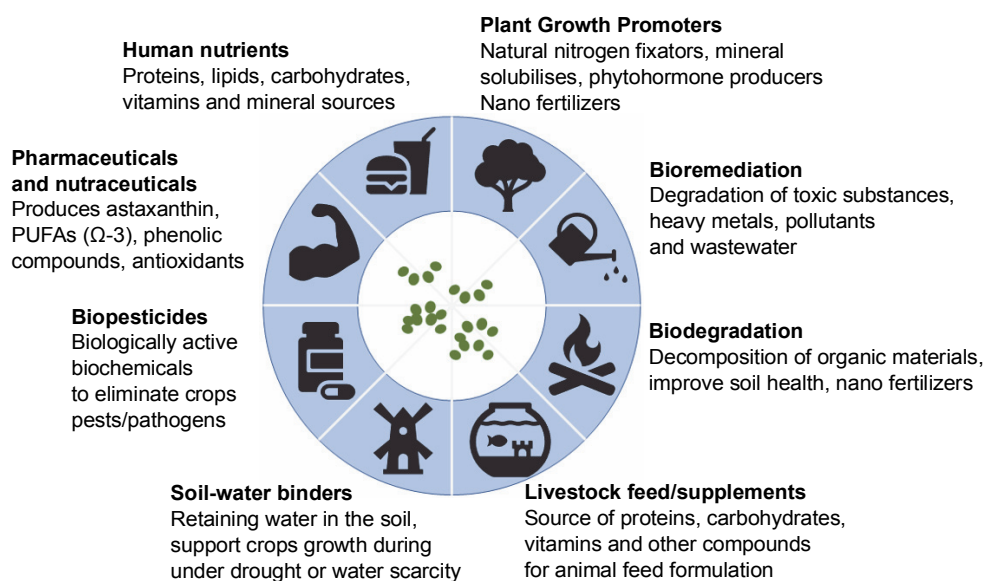 Human nutrients
Proteins, lipids, carbohydrates,
vitamins and mineral sources
Plant Growth Promoters
Natural nitrogen fixators, mineral
solubilises, phytohormone producers
Nano fertilizers
Pharmaceuticals
and nutraceuticals
Produces astaxanthin,
PUFAs (Ω-3), phenolic
compounds, antioxidants
Bioremediation
Degradation of toxic substances,
heavy metals, pollutants
and wastewater
Biopesticides
Biologically active
biochemicals
to eliminate crops
pests/pathogens
Biodegradation
Decomposition of organic materials,
improve soil health, nano fertilizers
Soil-water binders
Retaining water in the soil,
support crops growth during
under drought or water scarcity
Livestock feed/supplements
Source of proteins, carbohydrates,
vitamins and other compounds
for animal feed formulation